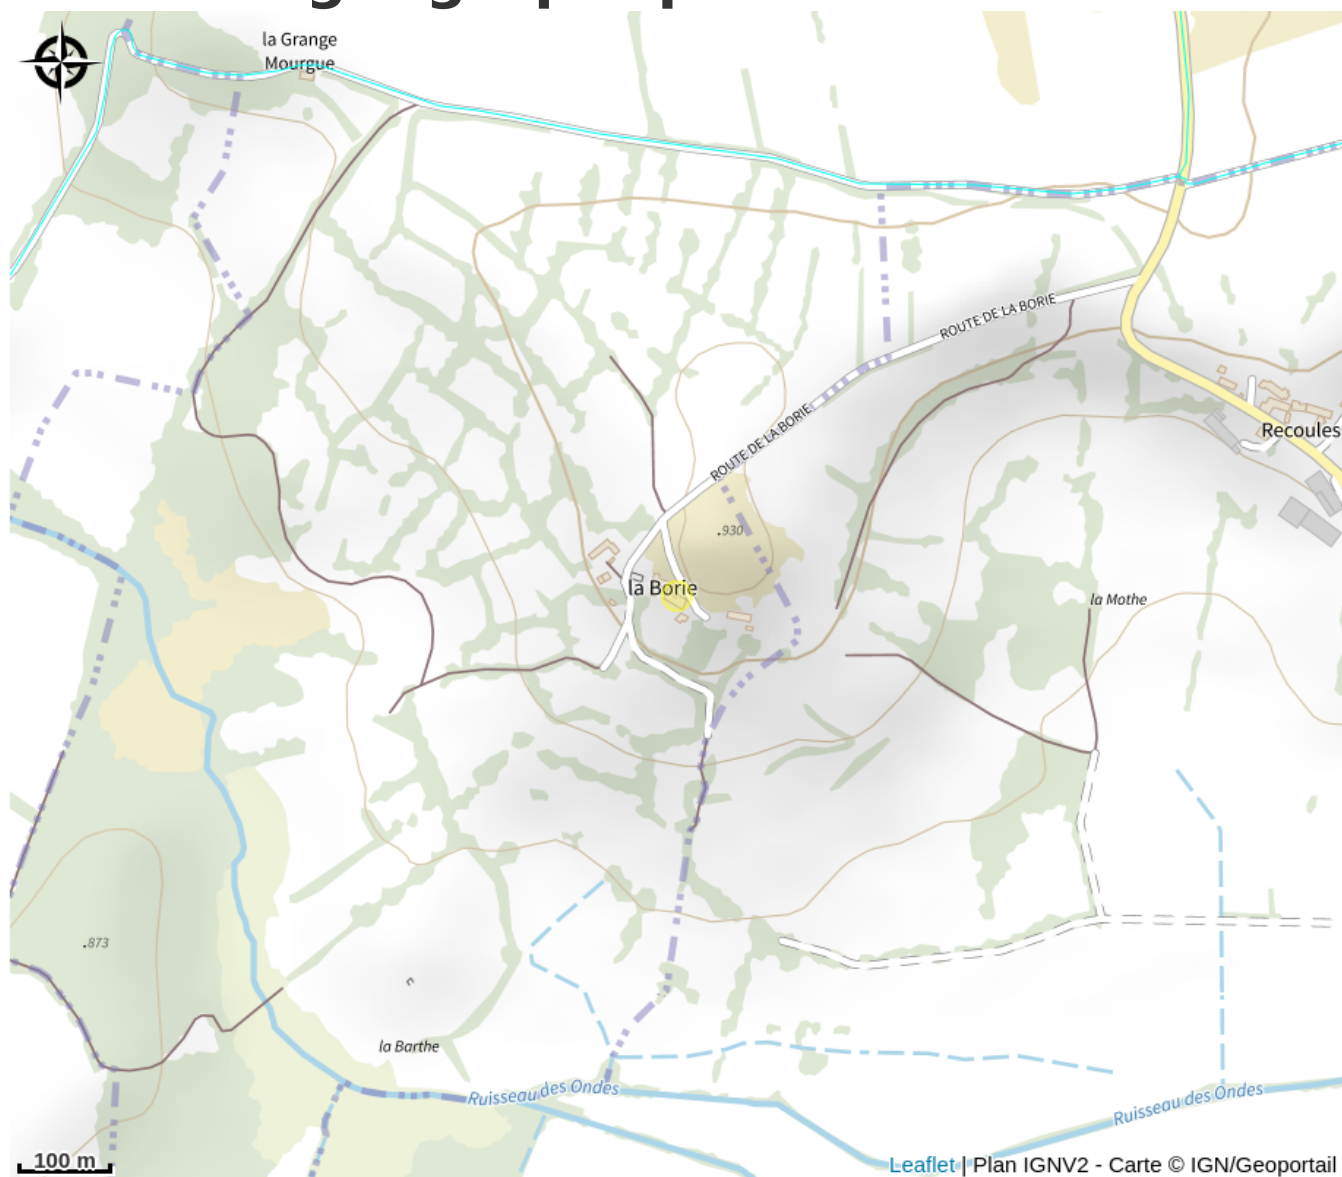 la Grange
Mourgue
ROUTE DE LA BORIE
ROUTE DE LA BORIE
Recoules
.930
la Borie
la Mothe
.873
la Barthe
Ruisseau des Ondes
Ruisseau des Ondes
100 m
Leaflet | Plan IGNV2 - Carte © IGN/Geoportail